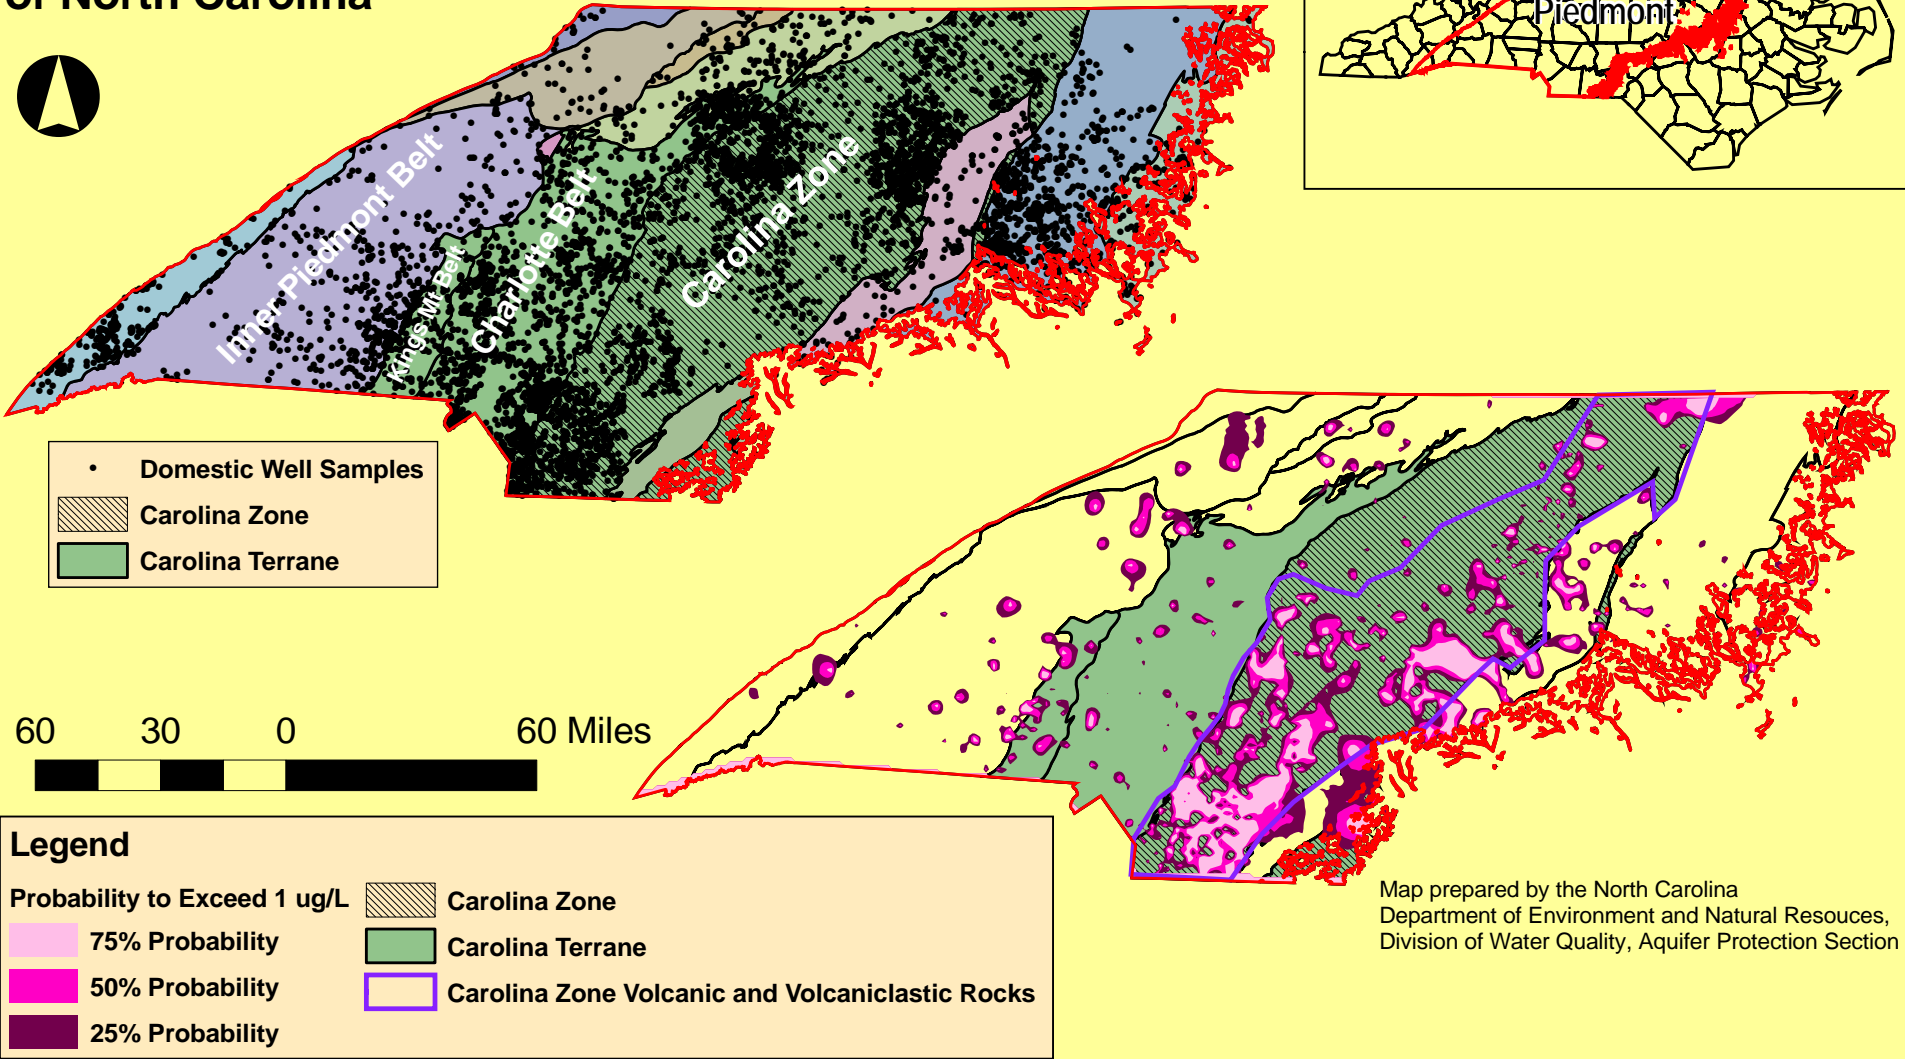 of North Carolina
Piedmont
Inner Piedmont Belt
Kings Mt Belt
Charlotte Belt
Carolina Zone
Domestic Well Samples
Carolina Zone
Carolina Terrane
60 30 0 60 Miles
Legend
Probability to Exceed 1 ug/L
75% Probability
50% Probability
25% Probability
Carolina Zone
Carolina Terrane
Carolina Zone Volcanic and Volcaniclastic Rocks
Map prepared by the North Carolina
Department of Environment and Natural Resouces,
Division of Water Quality, Aquifer Protection Section